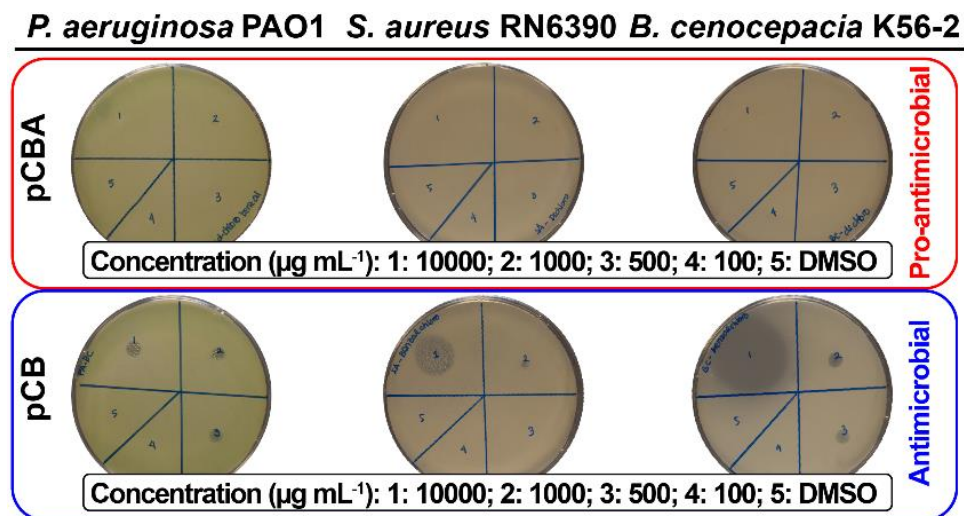 P. aeruginosa PAO1 S. aureus RN6390 B. cenocepacia K56-2
pCBA
Pro-antimicrobial
1 2 3 4 5
1 2 4 5
1 2 3 4 5
Concentration (µg mL-1): 1: 10000; 2: 1000; 3: 500; 4: 100; 5: DMSO
pCB
Antimicrobial
1 2 3 4 5
1 2 3 4 5
1 2 3 4 5
Concentration (µg mL-1): 1: 10000; 2: 1000; 3: 500; 4: 100; 5: DMSO